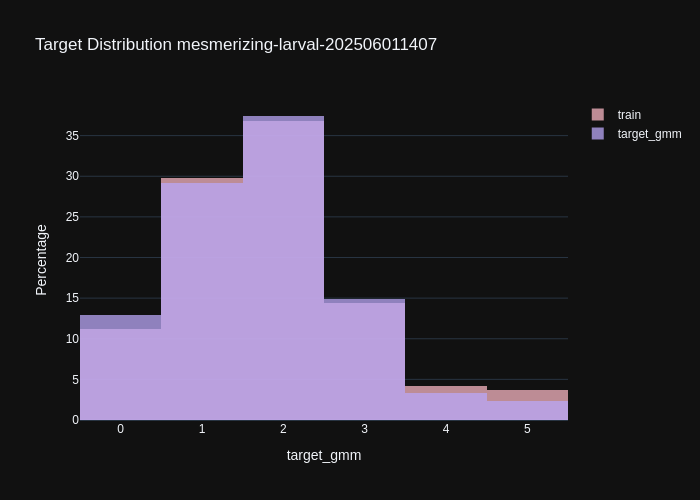 Target Distribution mesmerizing-larval-202506011407
train
target_gmm
35
30
25
20
15
10
5
0
Percentage
0 1 2 3 4 5
target_gmm